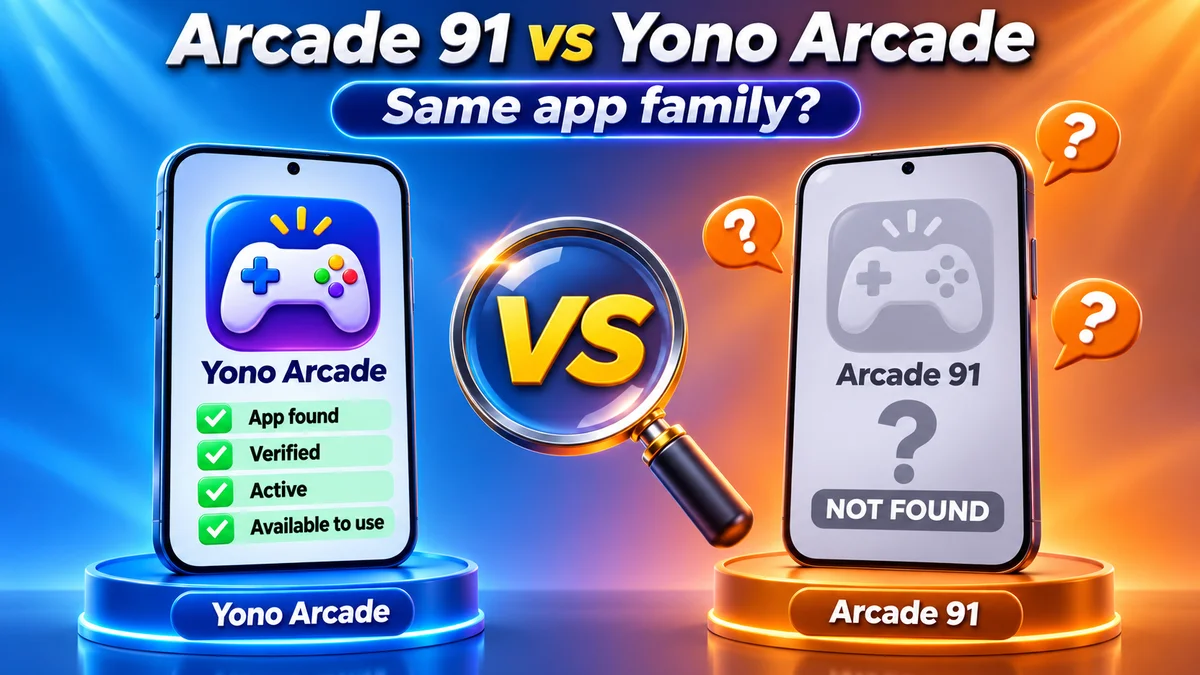 Arcade 91 vs Yono Arcade
Same app family?
Yono Arcade
App found
Verified
Active
Available to use
Yono Arcade
VS
?
?
?
Arcade 91
?
NOT FOUND
Arcade 91